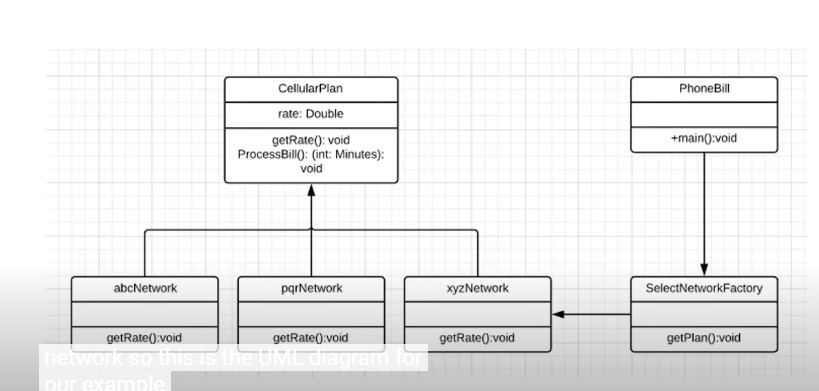 CellularPlan
rate: Double
getRate(): void
ProcessBill(): (int: Minutes):
void
PhoneBill
+main():void
abcNetwork
getRate():void
pqrNetwork
getRate():void
xyzNetwork
getRate():void
SelectNetworkFactory
getPlan():void
network so this is the UML diagram for
our example